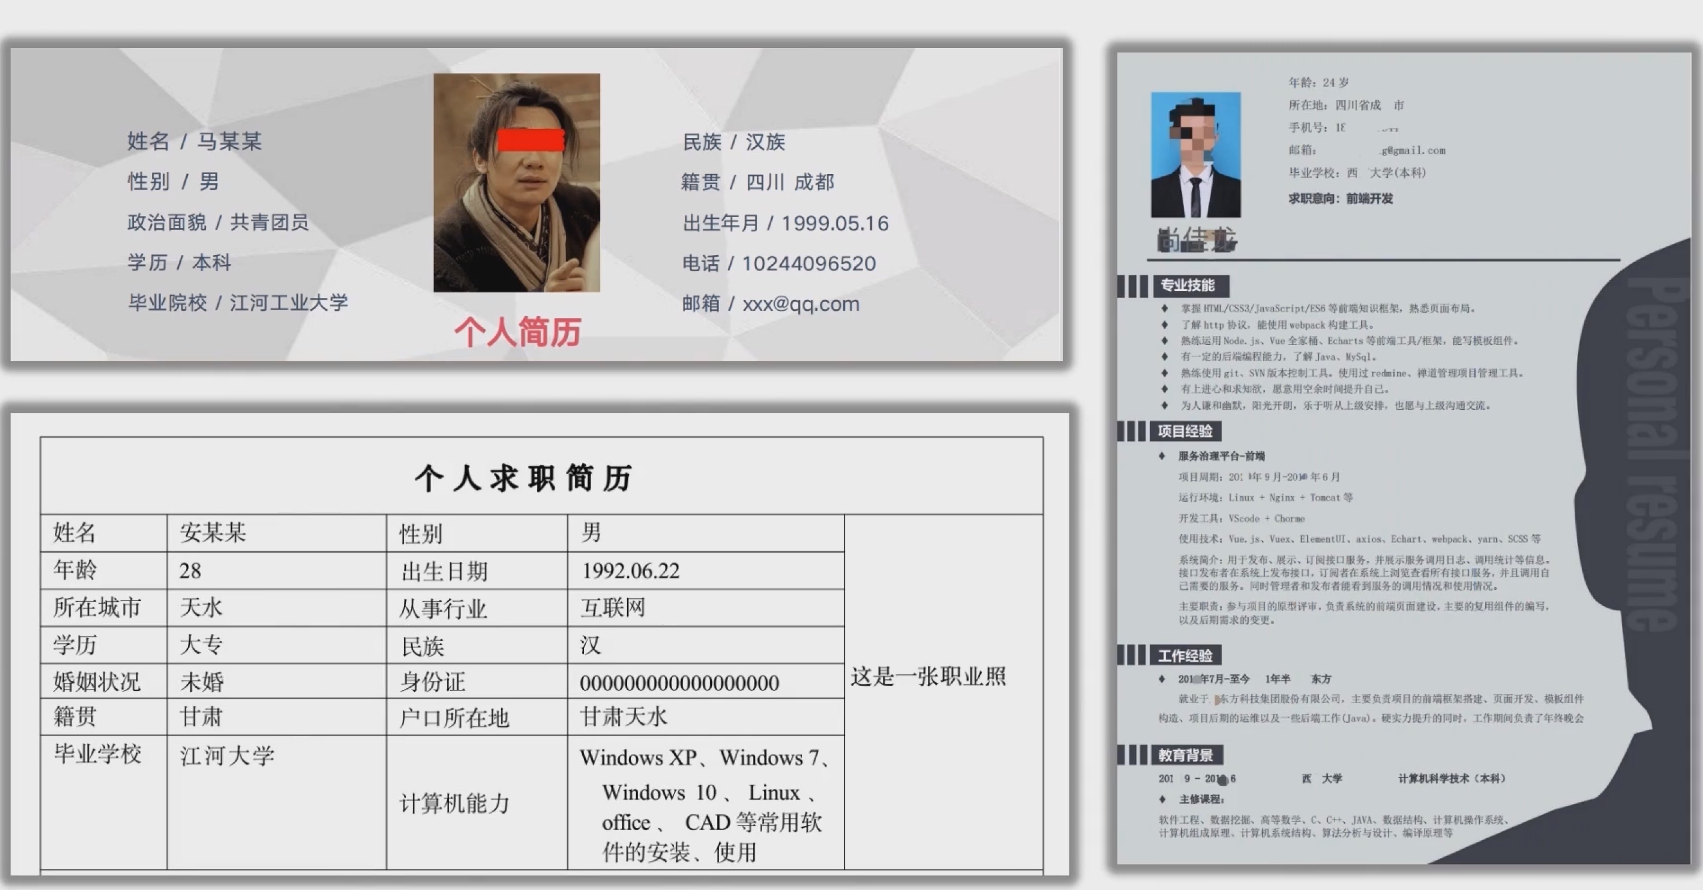 姓名 / 马某某
性别 / 男
政治面貌 / 共青团员
学历 / 本科
毕业院校 / 江河工业大学
民族 / 汉族
籍贯 / 四川 成都
出生年月 / 1999.05.16
电话 / 10244096520
邮箱 / xxx@qq.com
个人简历
个人求职简历
姓名 安某某 性别 男
年龄 28 出生日期 1992.06.22
所在城市 天水 从事行业 互联网
学历 大专 民族 汉
婚姻状况 未婚 身份证 000000000000000000
籍贯 甘肃 户口所在地 甘肃天水
这是一张职业照
毕业学校 江河大学 计算机能力
Windows XP、Windows 7、
Windows 10 、 Linux 、
office 、 CAD 等常用软
件的安装、使用
年龄：24 岁
所在地：四川省成 市
手机号：
邮箱： g@gmail.com
毕业学校：西 大学(本科)
求职意向：前端开发
专业技能
掌握 HTML/CSS3/JavaScript/ES6 等前端知识框架，熟悉页面布局。
了解 http 协议，能使用 webpack 构建工具。
熟练运用 Node.js、Vue 全家桶、Echarts 等前端工具/框架，能写模板组件。
有一定的后端编程能力，了解 Java、MySql。
熟练使用 git、SVN 版本控制工具。使用过 redmine、禅道管理项目管理工具。
有上进心和求知欲，愿意用空余时间提升自己。
为人谦和幽默，阳光开朗，乐于听从上级安排，也愿与上级沟通交流。
项目经验
服务治理平台-前端
项目周期：201 年 9 月-201 年 6 月
运行环境：Linux + Nginx + Tomcat 等
开发工具：VScode + Chorme
使用技术：Vue.js、Vuex、ElementUI、axios、Echart、webpack、yarn、SCSS 等
系统简介：用于发布、展示、订阅接口服务，并展示服务调用日志、调用统计等信息。
接口发布者在系统上发布接口，订阅者在系统上浏览查看所有接口服务，并且调用自
己需要的服务。同时管理者和发布者能看到服务的调用情况和使用情况。
主要职责：参与项目的原型评审，负责系统的前端页面建设，主要的复用组件的编写，
以及后期需求的变更。
工作经验
201 年7月-至今 1年半 东方
就业于 东方科技集团股份有限公司，主要负责项目的前端框架搭建、页面开发、模板组件
构造、项目后期的运维以及一些后端工作(Java)。硬实力提升的同时，工作期间负责了年终晚会
教育背景
201 9 - 201 6 西 大学 计算机科学技术（本科）
主修课程：
软件工程、数据挖掘、高等数学、C、C++、JAVA、数据结构、计算机操作系统、
计算机组成原理、计算机系统结构、算法分析与设计、编译原理等
Personal resume